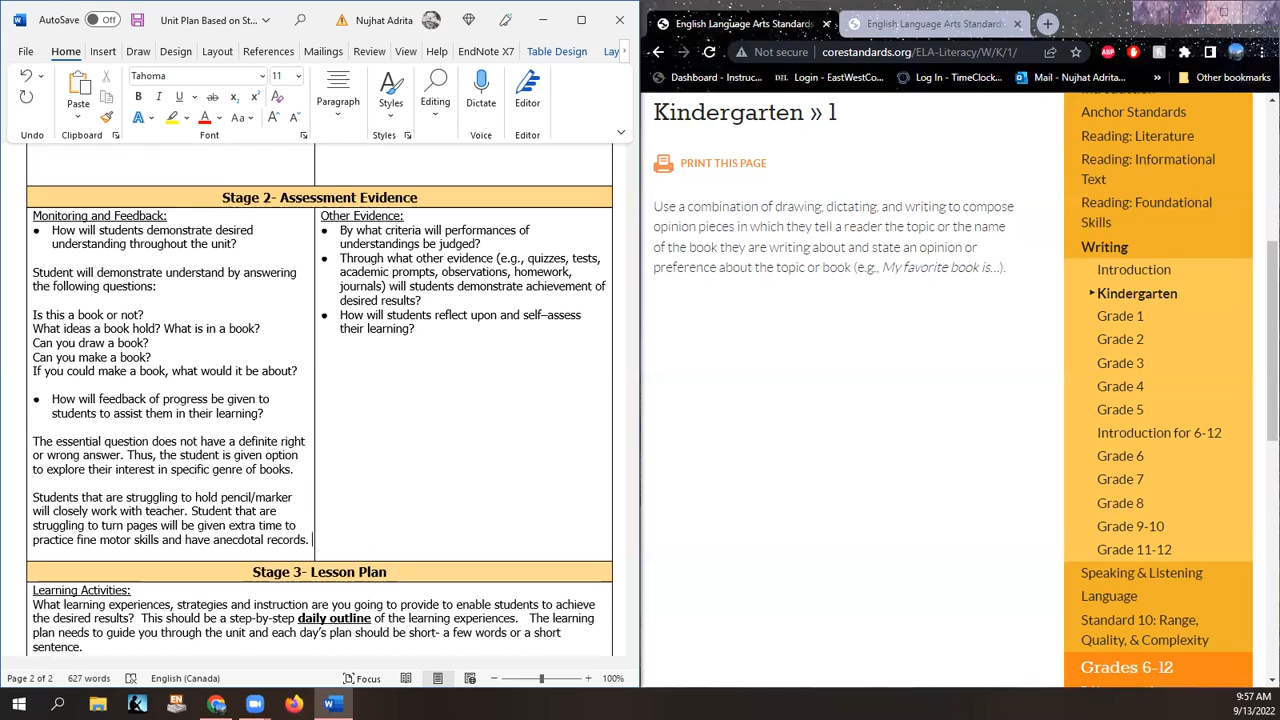 AutoSave Off Unit Plan Based on St... Nujhat Adrita
File Home Insert Draw Design Layout References Mailings Review View Help EndNote X7 Table Design Lay
Tahoma 11
Paste Paragraph Styles Editing Dictate Editor
Undo Clipboard Font Styles Voice Editor
Stage 2- Assessment Evidence
Monitoring and Feedback:
● How will students demonstrate desired
understanding throughout the unit?
Student will demonstrate understand by answering
the following questions:
Is this a book or not?
What ideas a book hold? What is in a book?
Can you draw a book?
Can you make a book?
If you could make a book, what would it be about?
● How will feedback of progress be given to
students to assist them in their learning?
The essential question does not have a definite right
or wrong answer. Thus, the student is given option
to explore their interest in specific genre of books.
Students that are struggling to hold pencil/marker
will closely work with teacher. Student that are
struggling to turn pages will be given extra time to
practice fine motor skills and have anecdotal records.
Other Evidence:
● By what criteria will performances of
understandings be judged?
● Through what other evidence (e.g., quizzes, tests,
academic prompts, observations, homework,
journals) will students demonstrate achievement of
desired results?
● How will students reflect upon and self–assess
their learning?
Stage 3- Lesson Plan
Learning Activities:
What learning experiences, strategies and instruction are you going to provide to enable students to achieve
the desired results? This should be a step-by-step daily outline of the learning experiences. The learning
plan needs to guide you through the unit and each day's plan should be short- a few words or a short
sentence.
Page 2 of 2 627 words English (Canada) Focus 100%
English Language Arts Standards English Language Arts Standards
Not secure corestandards.org/ELA-Literacy/W/K/1/
Dashboard - Instruc... Login - EastWestCo... Log In - TimeClock... Mail - Nujhat Adrita... » Other bookmarks
Kindergarten » 1
PRINT THIS PAGE
Use a combination of drawing, dictating, and writing to compose
opinion pieces in which they tell a reader the topic or the name
of the book they are writing about and state an opinion or
preference about the topic or book (e.g., My favorite book is...).
Anchor Standards
Reading: Literature
Reading: Informational
Text
Reading: Foundational
Skills
Writing
Introduction
Kindergarten
Grade 1
Grade 2
Grade 3
Grade 4
Grade 5
Introduction for 6-12
Grade 6
Grade 7
Grade 8
Grade 9-10
Grade 11-12
Speaking & Listening
Language
Standard 10: Range,
Quality, & Complexity
Grades 6-12
9:57 AM
9/13/2022